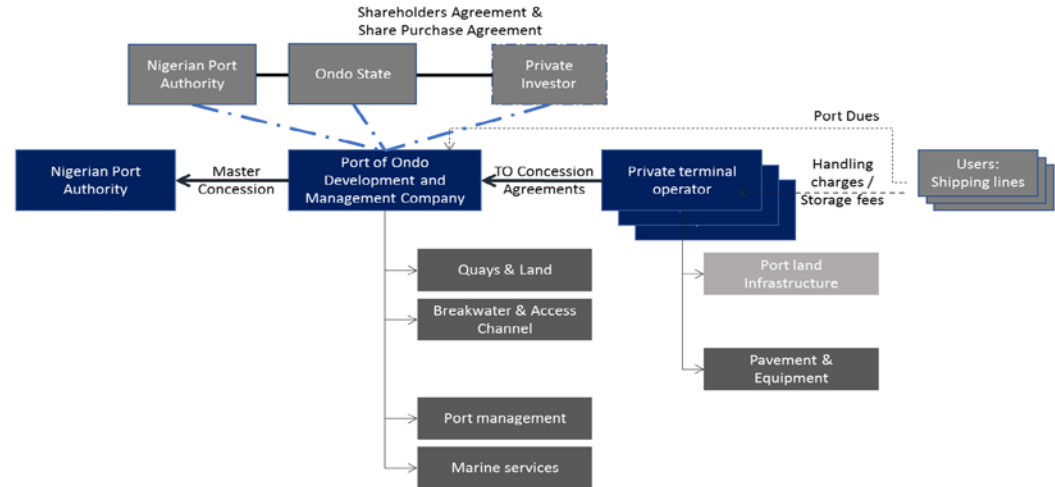 Shareholders Agreement &
Share Purchase Agreement
Nigerian Port
Authority
Ondo State
Private
Investor
Port Dues
Nigerian Port
Authority
Master
Concession
Port of Ondo
Development and
Management Company
TO Concession
Agreements
Private terminal
operator
Handling
charges /
Storage fees
Users:
Shipping lines
Quays & Land
Breakwater & Access
Channel
Port management
Marine services
Port land
Infrastructure
Pavement &
Equipment